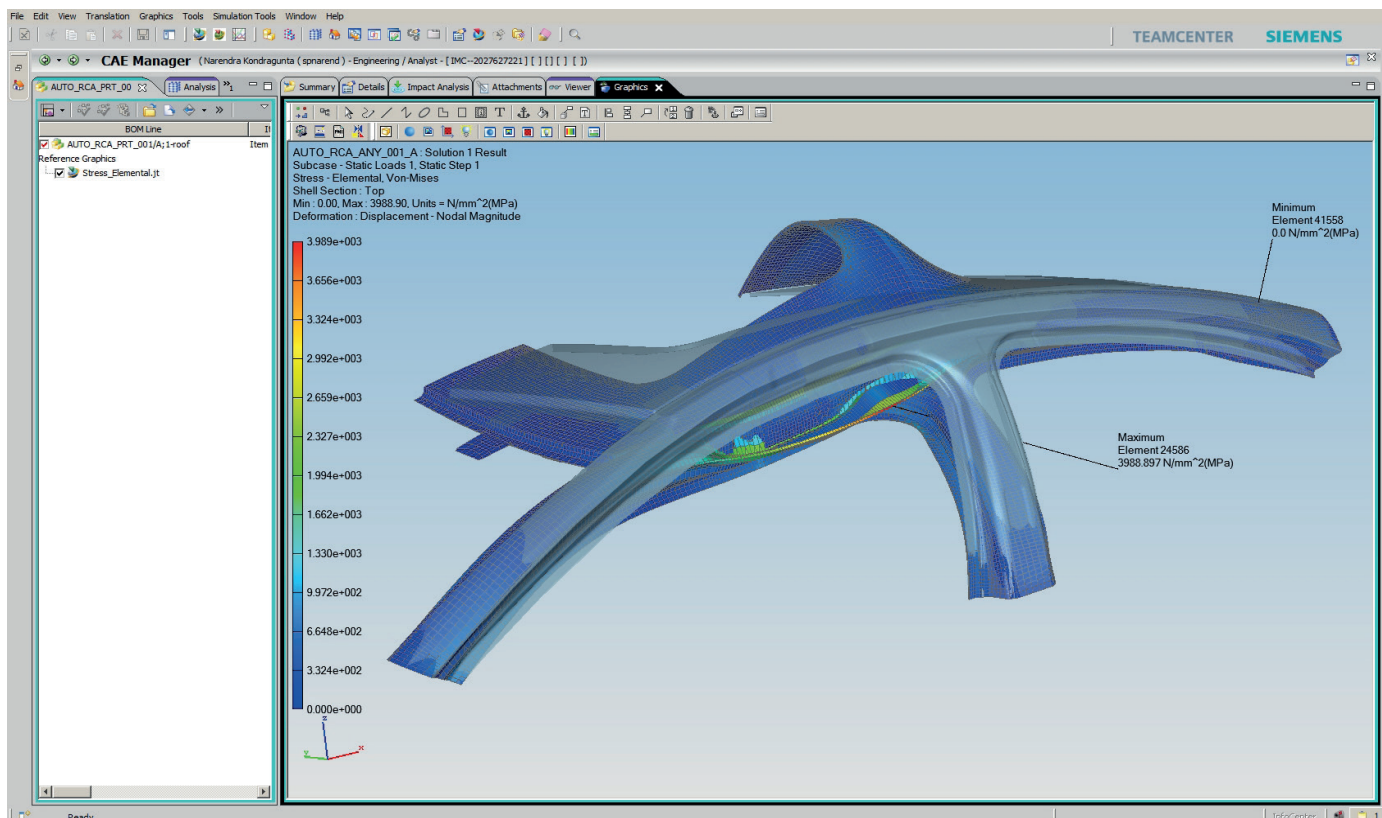 File Edit View Translation Graphics Tools Simulation Tools Window Help
TEAMCENTER SIEMENS
CAE Manager (Narendra Kondragunta ( spnarend ) - Engineering / Analyst - [ IMC--2027627221 ] [ ] [ ] [ ] [ ])
AUTO_RCA_PRT_00 Analysis »1 Summary Details Impact Analysis Attachments Viewer Graphics
BOM Line
AUTO_RCA_PRT_001/A;1-roof Item
Reference Graphics
Stress_Elemental.jt
AUTO_RCA_ANY_001_A : Solution 1 Result
Subcase - Static Loads 1, Static Step 1
Stress - Elemental, Von-Mises
Shell Section : Top
Min : 0.00, Max : 3988.90, Units = N/mm^2(MPa)
Deformation : Displacement - Nodal Magnitude
3.989e+003
3.656e+003
3.324e+003
2.992e+003
2.659e+003
2.327e+003
1.994e+003
1.662e+003
1.330e+003
9.972e+002
6.648e+002
3.324e+002
0.000e+000
Minimum
Element 41558
0.0 N/mm^2(MPa)
Maximum
Element 24586
3988.897 N/mm^2(MPa)
z
y
x
Ready
InfoCenter 1